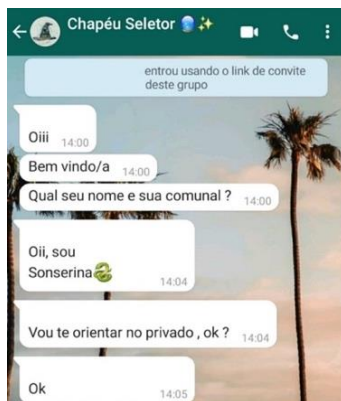 Chapéu Seletor 🔮✨
entrou usando o link de convite
deste grupo
Oiii 14:00
Bem vindo/a 14:00
Qual seu nome e sua comunal ? 14:00
Oii, sou
Sonserina🐍 14:04
Vou te orientar no privado , ok ? 14:04
Ok 14:05